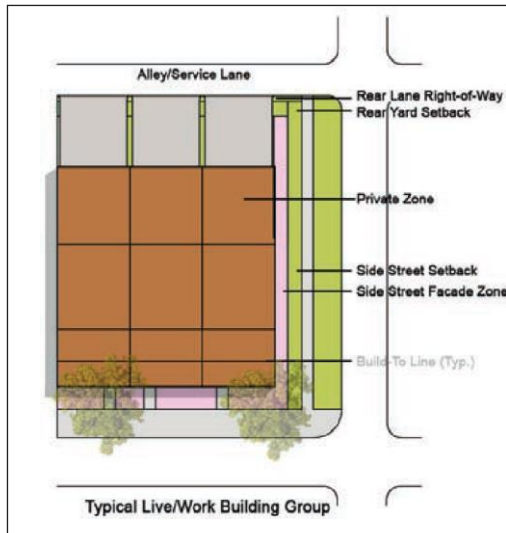 Alley/Service Lane
Rear Lane Right-of-Way
Rear Yard Setback
Private Zone
Side Street Setback
Side Street Facade Zone
Build-To Line (Typ.)
Typical Live/Work Building Group